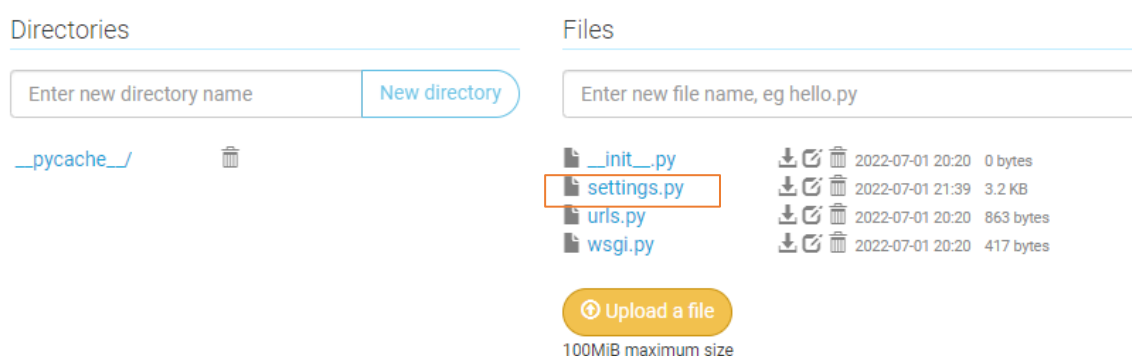 Directories
Files
Enter new directory name
New directory
Enter new file name, eg hello.py
__pycache__/
__init__.py 2022-07-01 20:20 0 bytes
settings.py 2022-07-01 21:39 3.2 KB
urls.py 2022-07-01 20:20 863 bytes
wsgi.py 2022-07-01 20:20 417 bytes
Upload a file
100MiB maximum size